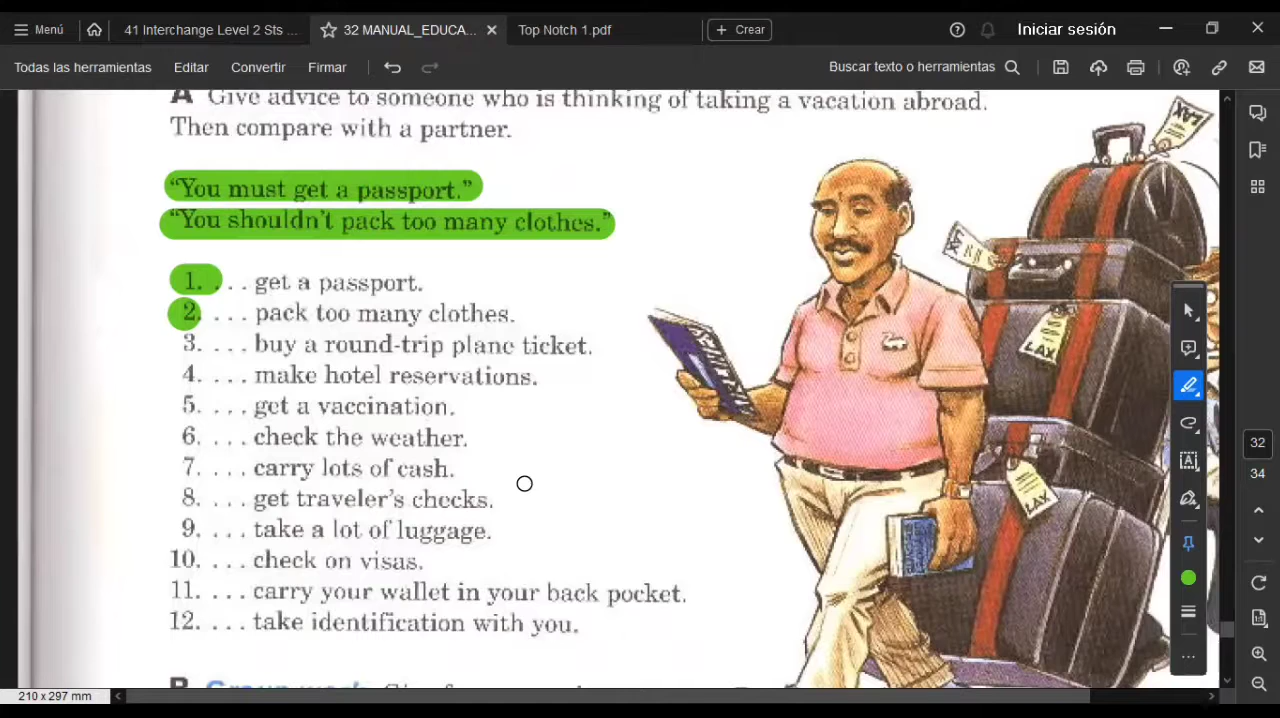 Menú
41 Interchange Level 2 Sts ...
32 MANUAL_EDUCA...
Top Notch 1.pdf
Crear
Iniciar sesión
Todas las herramientas
Editar
Convertir
Firmar
Buscar texto o herramientas
A Give advice to someone who is thinking of taking a vacation abroad.
Then compare with a partner.
“You must get a passport.”
“You shouldn’t pack too many clothes.”
1. . . . get a passport.
2. . . . pack too many clothes.
3. . . . buy a round-trip plane ticket.
4. . . . make hotel reservations.
5. . . . get a vaccination.
6. . . . check the weather.
7. . . . carry lots of cash.
8. . . . get traveler’s checks.
9. . . . take a lot of luggage.
10. . . . check on visas.
11. . . . carry your wallet in your back pocket.
12. . . . take identification with you.
LAX
LAX
LAX
LAX
32
34
210 x 297 mm